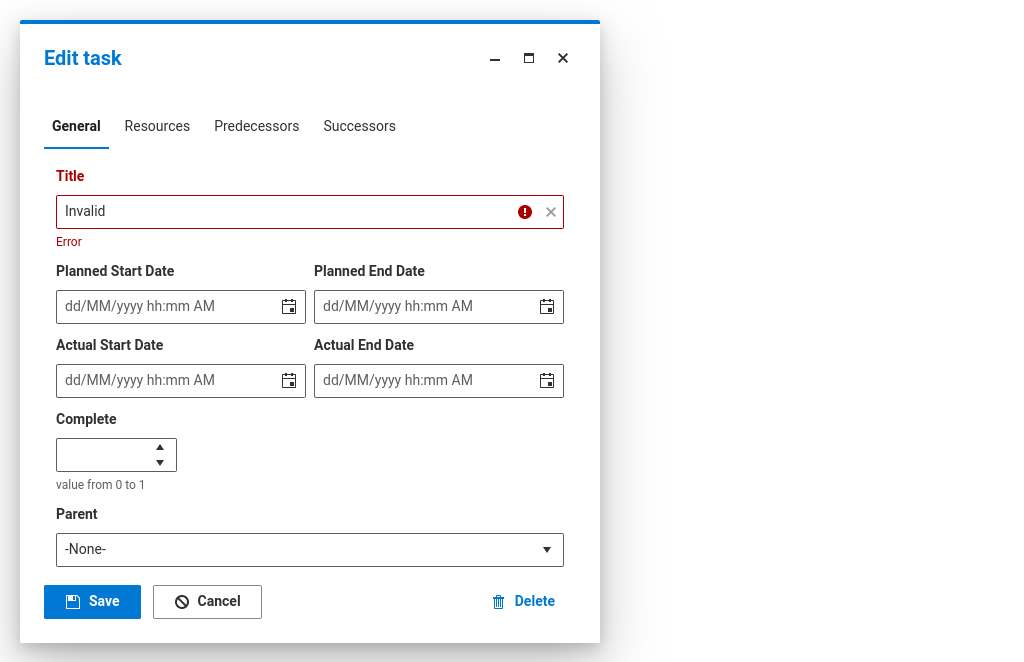 Edit task
General Resources Predecessors Successors
Title
Invalid
Error
Planned Start Date Planned End Date
dd/MM/yyyy hh:mm AM dd/MM/yyyy hh:mm AM
Actual Start Date Actual End Date
dd/MM/yyyy hh:mm AM dd/MM/yyyy hh:mm AM
Complete
value from 0 to 1
Parent
-None-
Save Cancel Delete